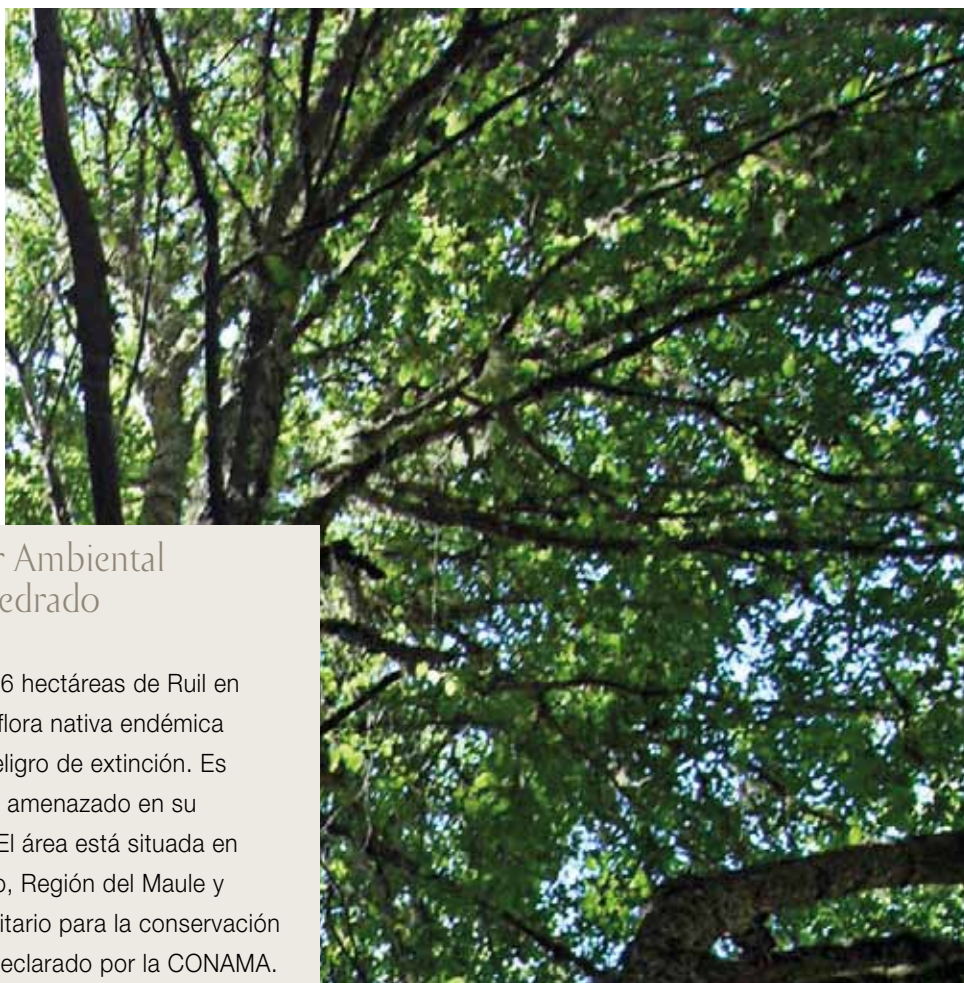 Ambiental
edrado
6 hectáreas de Ruil en
flora nativa endémica
eligro de extinción. Es
amenazado en su
El área está situada en
o, Región del Maule y
itario para la conservación
eclarado por la CONAMA.